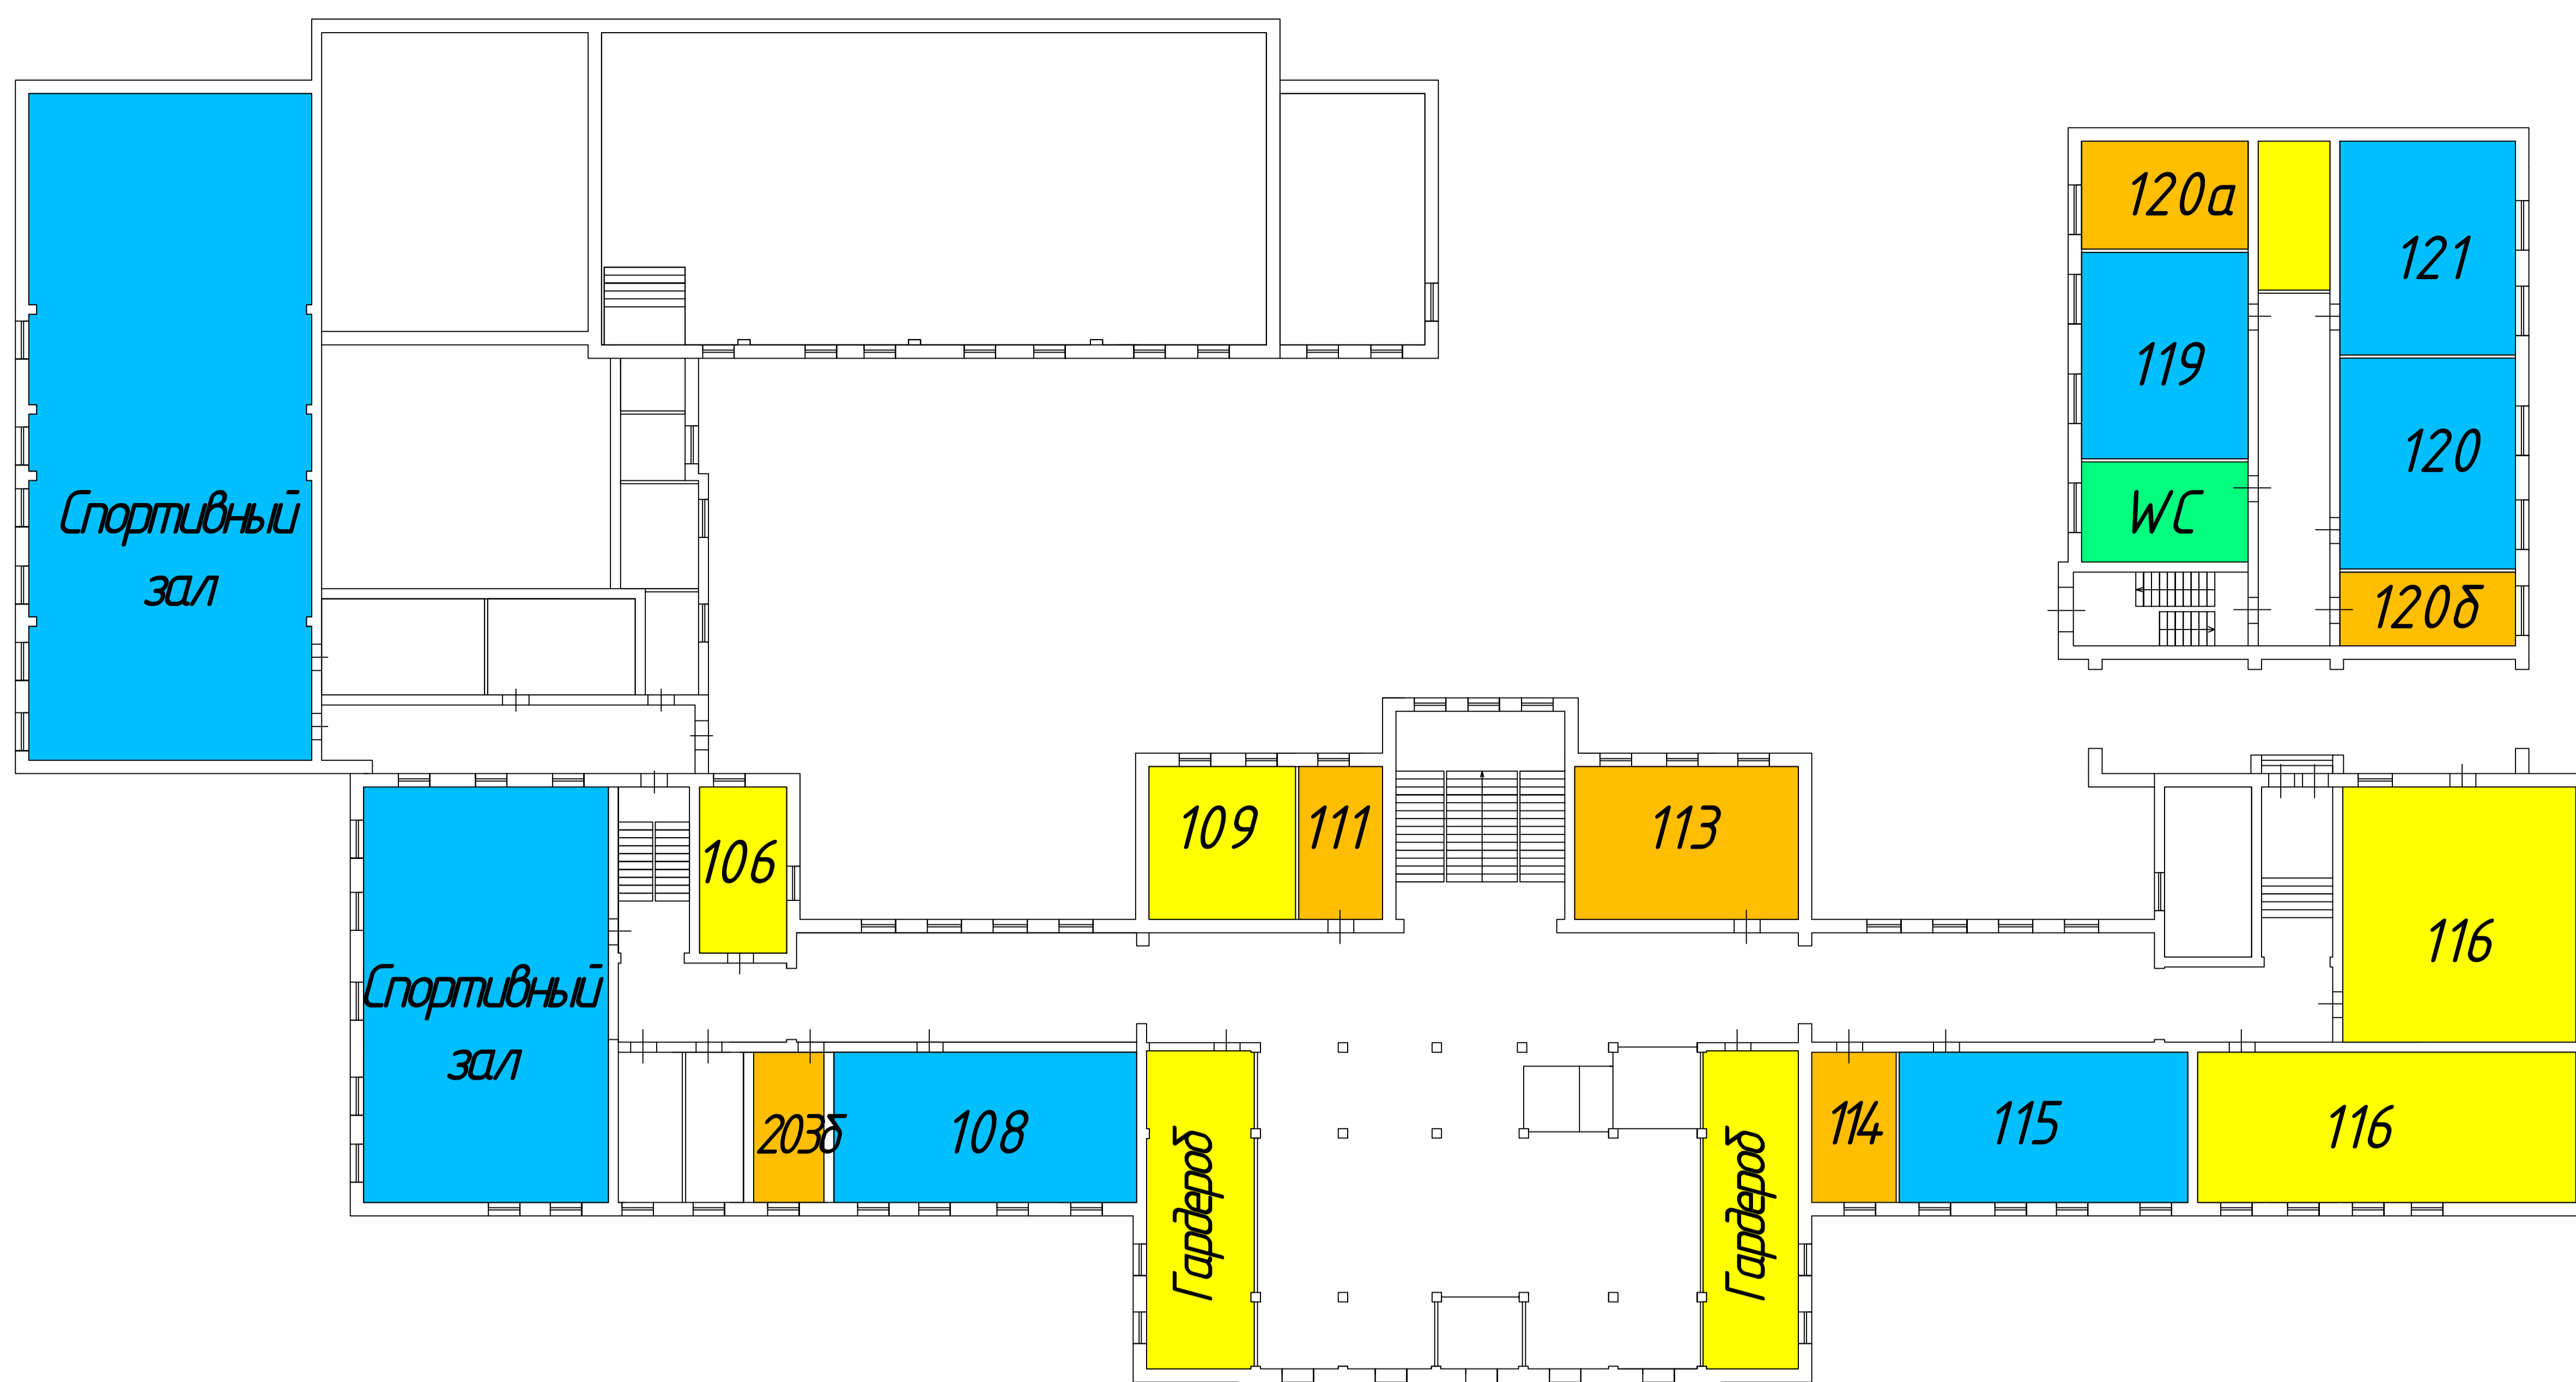 120а
121
119
120
Спортивный
зал
WC
120б
109
111
113
106
116
Спортивный
зал
203б
108
Гардероб
Гардероб
114
115
116